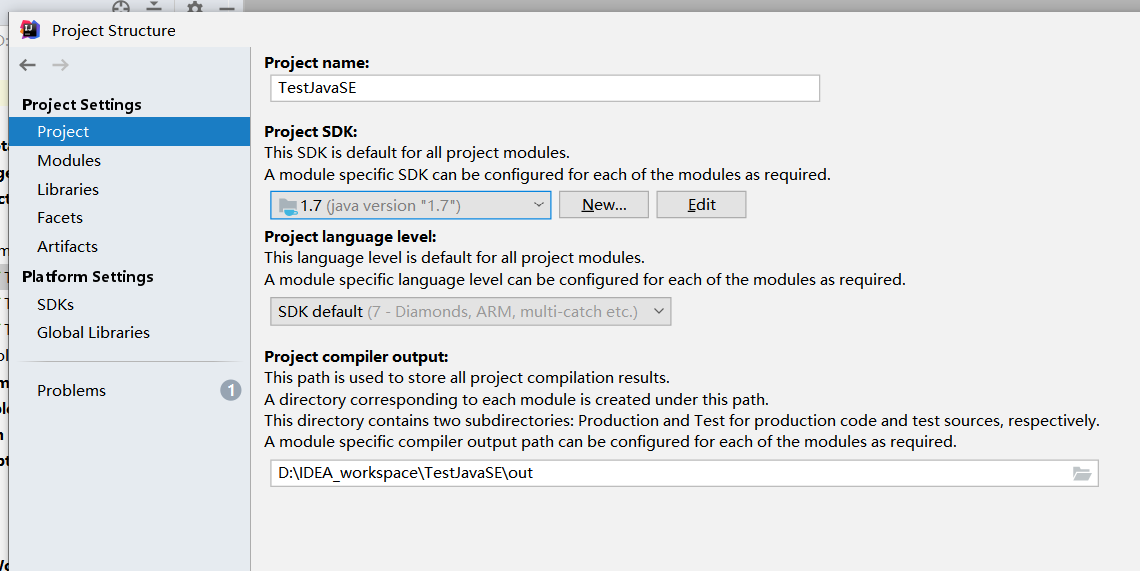 Project Structure
Project Settings
Project
Modules
Libraries
Facets
Artifacts
Platform Settings
SDKs
Global Libraries
Problems
1
Project name:
TestJavaSE
Project SDK:
This SDK is default for all project modules.
A module specific SDK can be configured for each of the modules as required.
1.7 (java version "1.7")
New...
Edit
Project language level:
This language level is default for all project modules.
A module specific language level can be configured for each of the modules as required.
SDK default (7 - Diamonds, ARM, multi-catch etc.)
Project compiler output:
This path is used to store all project compilation results.
A directory corresponding to each module is created under this path.
This directory contains two subdirectories: Production and Test for production code and test sources, respectively.
A module specific compiler output path can be configured for each of the modules as required.
D:\IDEA_workspace\TestJavaSE\out